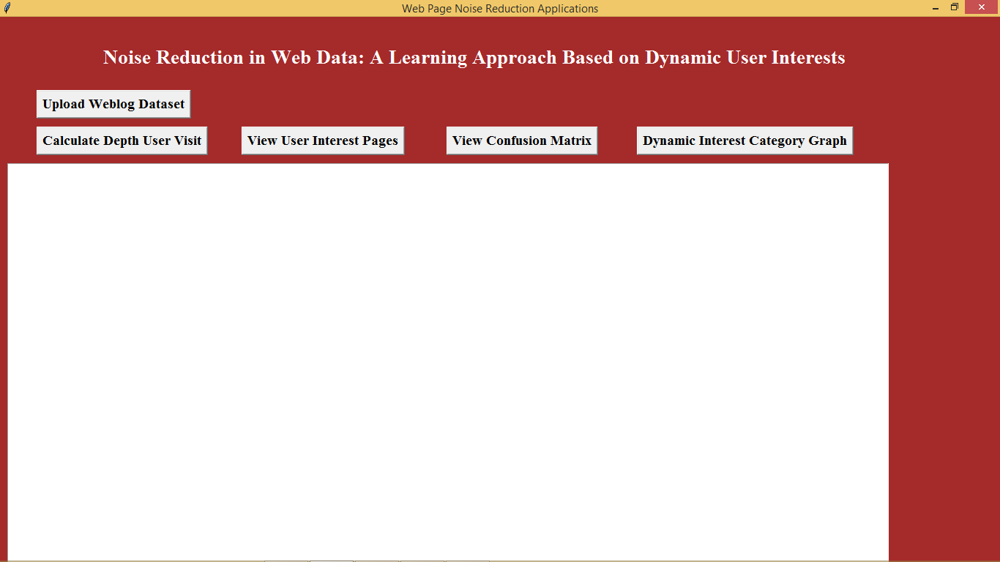 Web Page Noise Reduction Applications
Noise Reduction in Web Data: A Learning Approach Based on Dynamic User Interests
Upload Weblog Dataset
Calculate Depth User Visit View User Interest Pages View Confusion Matrix Dynamic Interest Category Graph